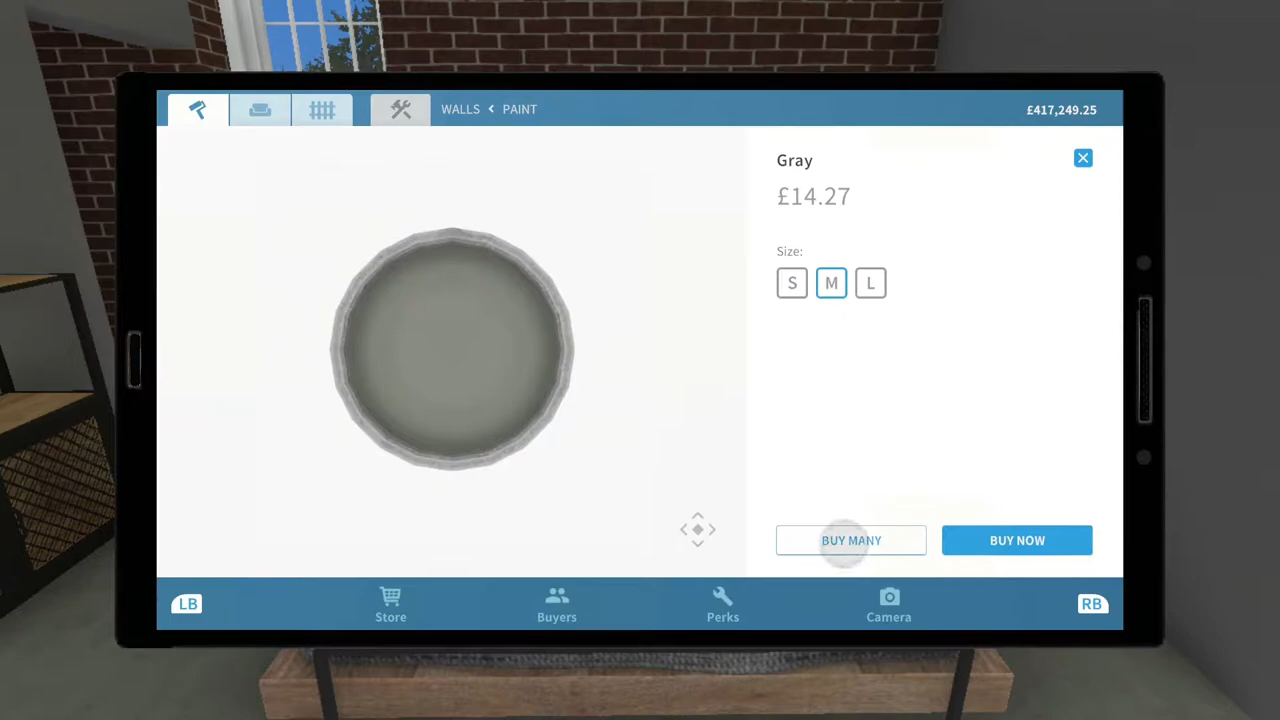 WALLS < PAINT
£417,249.25
Gray
£14.27
Size:
S M L
BUY MANY
BUY NOW
LB
Store
Buyers
Perks
Camera
RB